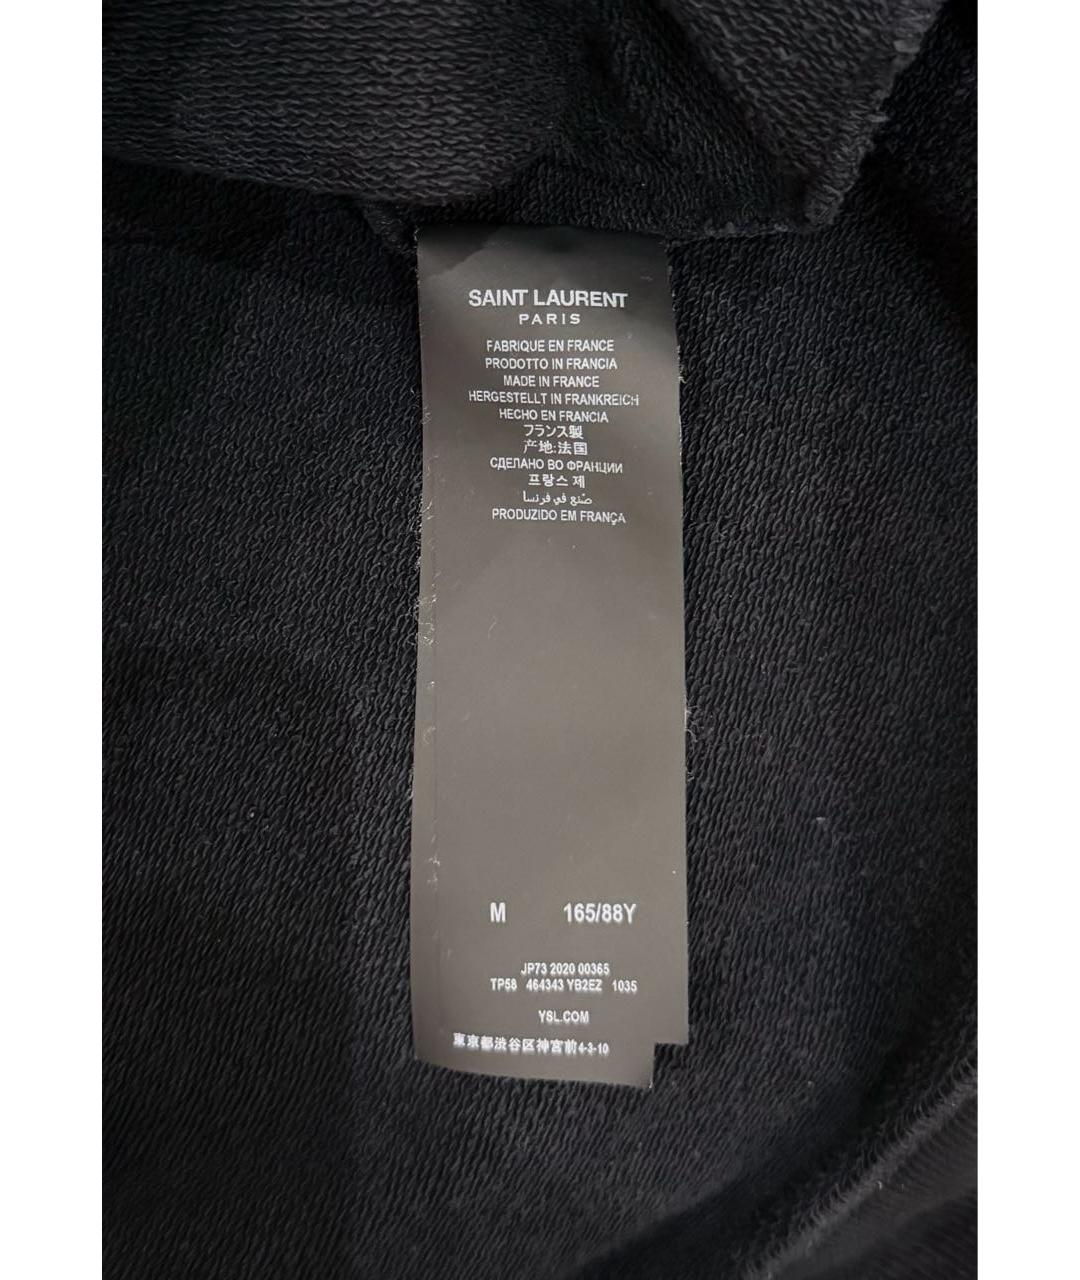 SAINT LAURENT
PARIS
FABRIQUE EN FRANCE
PRODOTTO IN FRANCIA
MADE IN FRANCE
HERGESTELLT IN FRANKREICH
HECHO EN FRANCIA
フランス製
产地:法国
СДЕЛАНО ВО ФРАНЦИИ
프랑스 제
صنع في فرنسا
PRODUZIDO EM FRANÇA
M 165/88Y
JP73 2020 00365
TP58 464343 YB2EZ 1035
YSL.COM
東京都渋谷区神宮前4-3-10